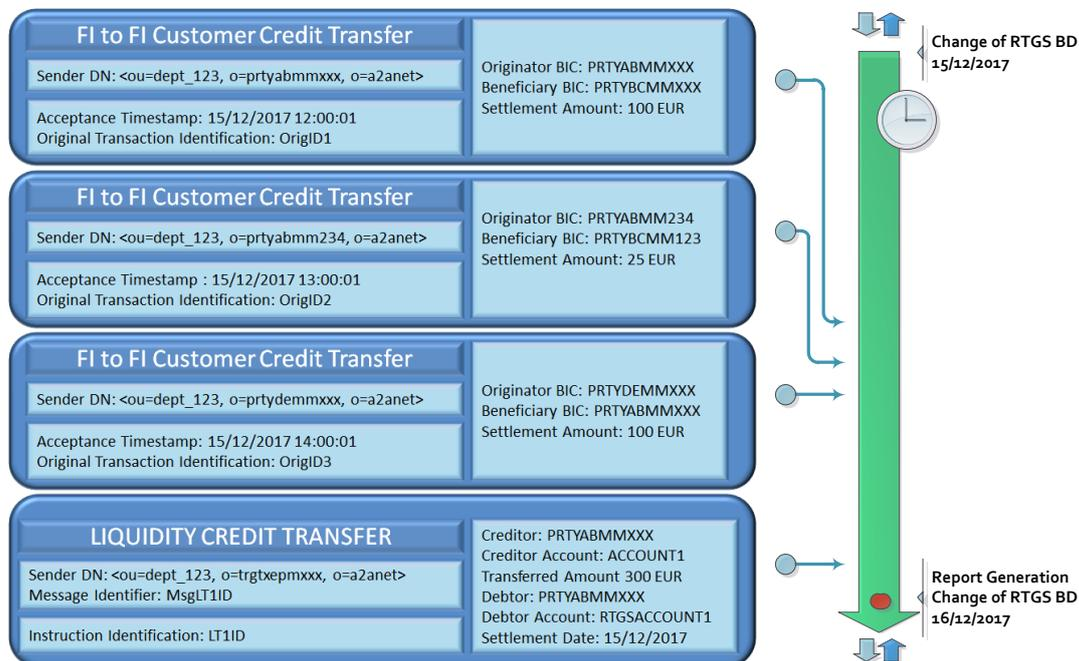 FI to FI Customer Credit Transfer
Sender DN: <ou=dept_123, o=prtyabmmxxx, o=a2anet>
Acceptance Timestamp: 15/12/2017 12:00:01
Original Transaction Identification: OrigID1
Originator BIC: PRTYABMMXXX
Beneficiary BIC: PRTYBCMMXXX
Settlement Amount: 100 EUR
FI to FI Customer Credit Transfer
Sender DN: <ou=dept_123, o=prtyabmm234, o=a2anet>
Acceptance Timestamp : 15/12/2017 13:00:01
Original Transaction Identification: OrigID2
Originator BIC: PRTYABMM234
Beneficiary BIC: PRTYBCMM123
Settlement Amount: 25 EUR
FI to FI Customer Credit Transfer
Sender DN: <ou=dept_123, o=prtydemmxxx, o=a2anet>
Acceptance Timestamp: 15/12/2017 14:00:01
Original Transaction Identification: OrigID3
Originator BIC: PRTYDEMMXXX
Beneficiary BIC: PRTYABMMXXX
Settlement Amount: 100 EUR
LIQUIDITY CREDIT TRANSFER
Sender DN: <ou=dept_123, o=trgtxepmxxx, o=a2anet>
Message Identifier: MsgLT1ID
Instruction Identification: LT1ID
Creditor: PRTYABMMXXX
Creditor Account: ACCOUNT1
Transferred Amount 300 EUR
Debtor: PRTYABMMXXX
Debtor Account: RTGSACCOUNT1
Settlement Date: 15/12/2017
Change of RTGS BD
15/12/2017
Report Generation
Change of RTGS BD
16/12/2017